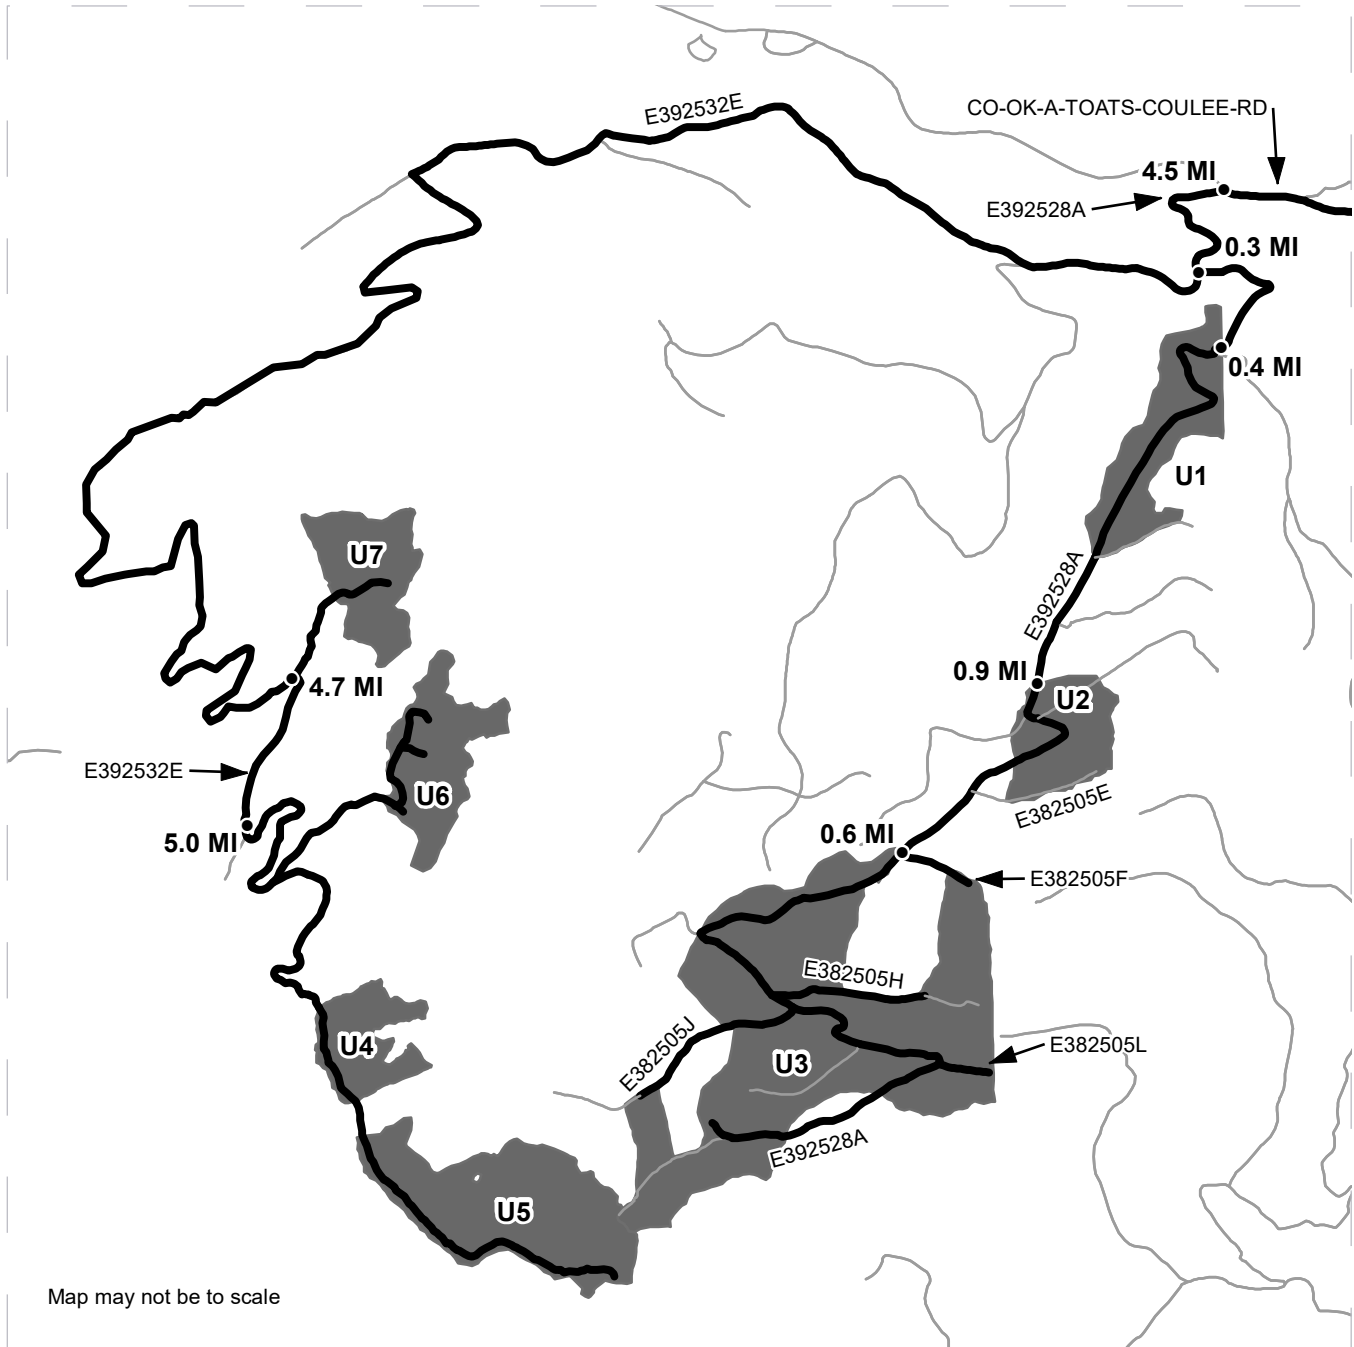 E392532E
CO-OK-A-TOATS-COULEE-RD
4.5 MI
E392528A
0.3 MI
0.4 MI
U1
U7
E392528A
0.9 MI
4.7 MI
U2
E392532E
U6
E382505E
5.0 MI
0.6 MI
E382505F
E382505H
U4
E382505J
U3
E382505L
E392528A
U5
Map may not be to scale